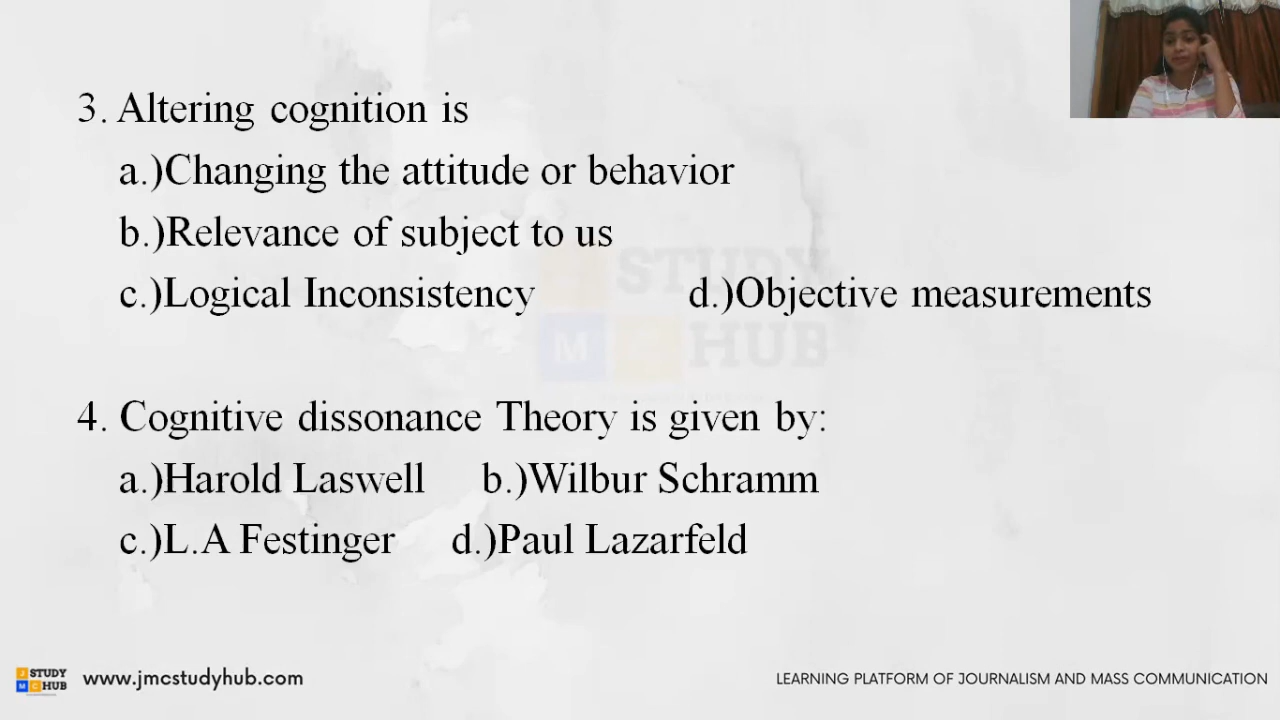 3. Altering cognition is
a.)Changing the attitude or behavior
b.)Relevance of subject to us
c.)Logical Inconsistency d.)Objective measurements
STUDY
M C HUB
4. Cognitive dissonance Theory is given by:
a.)Harold Laswell b.)Wilbur Schramm
c.)L.A Festinger d.)Paul Lazarfeld
J STUDY
M C HUB
www.jmcstudyhub.com
LEARNING PLATFORM OF JOURNALISM AND MASS COMMUNICATION